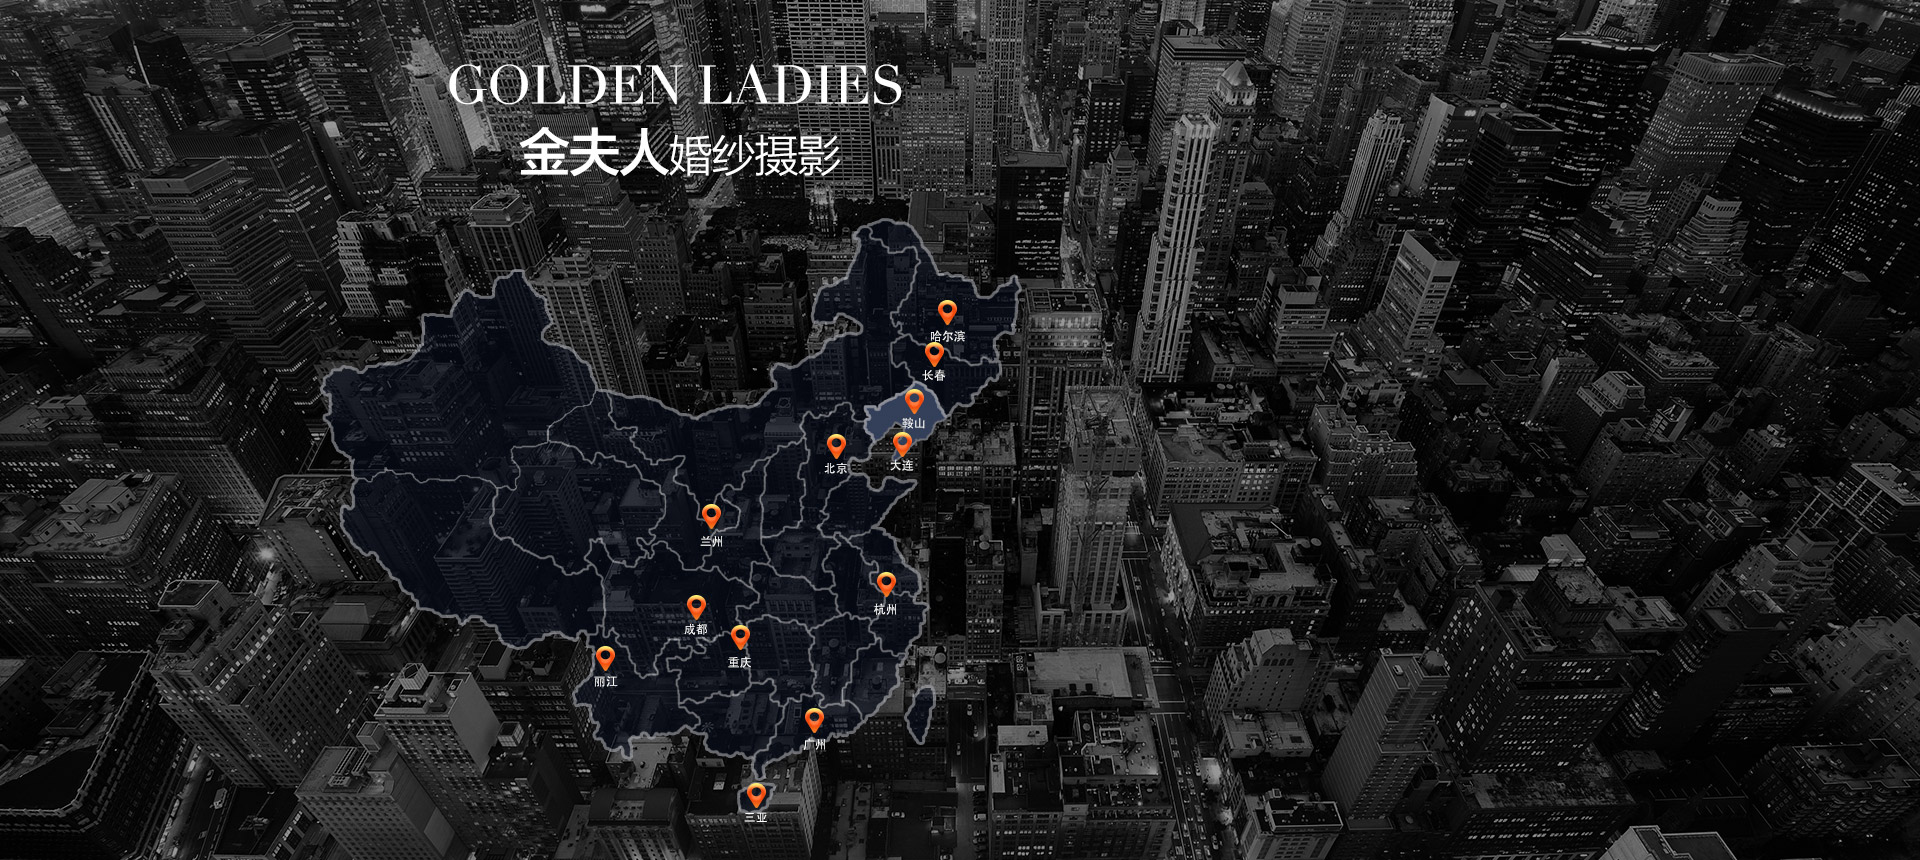 GOLDEN LADIES
金夫人婚纱摄影
哈尔滨
长春
鞍山
北京
大连
兰州
杭州
成都
重庆
丽江
广州
三亚